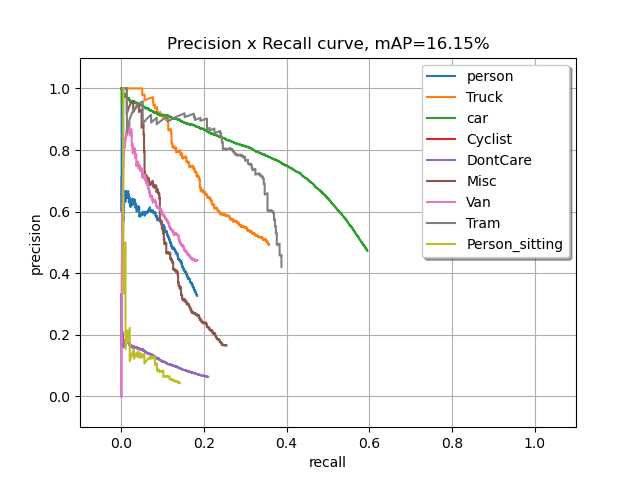 Precision x Recall curve, mAP=16.15%
person
Truck
car
Cyclist
DontCare
Misc
Van
Tram
Person_sitting
precision
1.0
0.8
0.6
0.4
0.2
0.0
0.0 0.2 0.4 0.6 0.8 1.0
recall